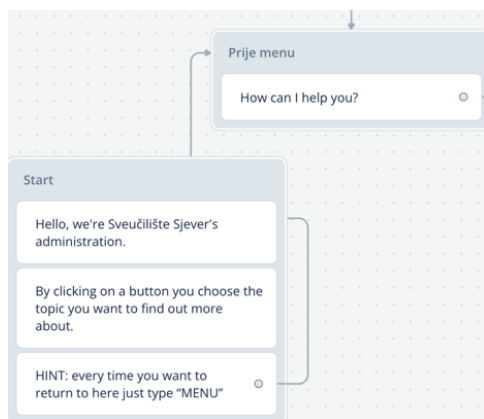 Prije menu
How can I help you?
Start
Hello, we're Sveučilište Sjever's
administration.
By clicking on a button you choose the
topic you want to find out more
about.
HINT: every time you want to
return to here just type “MENU”